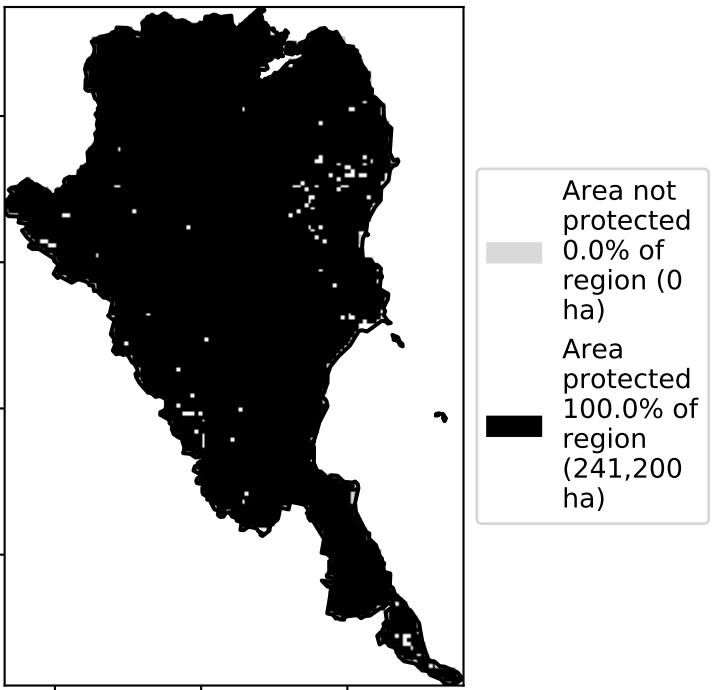 Area not
protected
0.0% of
region (0
ha)
Area
protected
100.0% of
region
(241,200
ha)